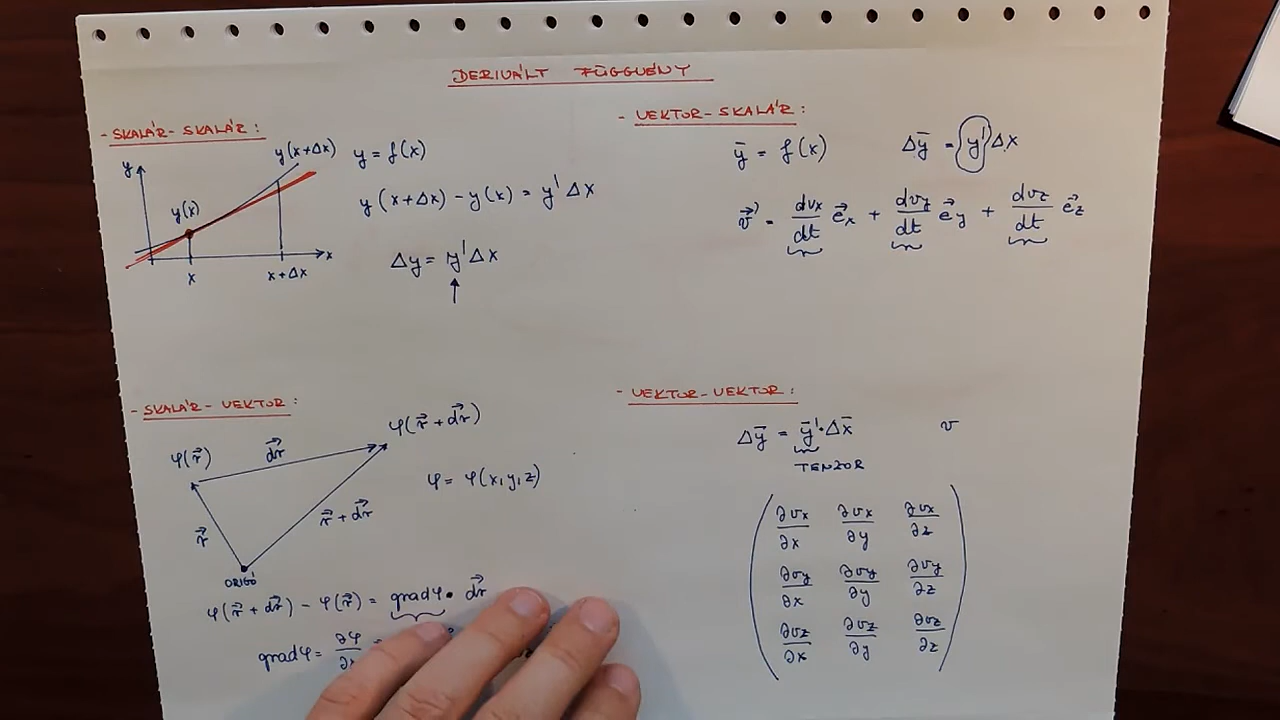 DERIVÁLT FÜGGVÉNY
- SKALÁR - SKALÁR :
y
y(x)
y(x+Δx)
x
x+Δx
x
y = f(x)
y(x+Δx) - y(x) = y' Δx
Δy = y' Δx
- VEKTOR - SKALÁR :
ȳ = f(x)
Δȳ = y' Δx
v⃗' = dvx/dt e⃗x + dvy/dt e⃗y + dvz/dt e⃗z
- SKALÁR - VEKTOR :
φ(r⃗)
dr⃗
φ(r⃗ + dr⃗)
r⃗
r⃗ + dr⃗
ORIGÓ
φ = φ(x,y,z)
φ(r⃗ + dr⃗) - φ(r⃗) = gradφ • dr⃗
gradφ = ∂φ/∂x
- VEKTOR - VEKTOR :
Δȳ = ȳ' · Δx̄
v
TENZOR
∂vx/∂x ∂vx/∂y ∂vx/∂z
∂vy/∂x ∂vy/∂y ∂vy/∂z
∂vz/∂x ∂vz/∂y ∂vz/∂z